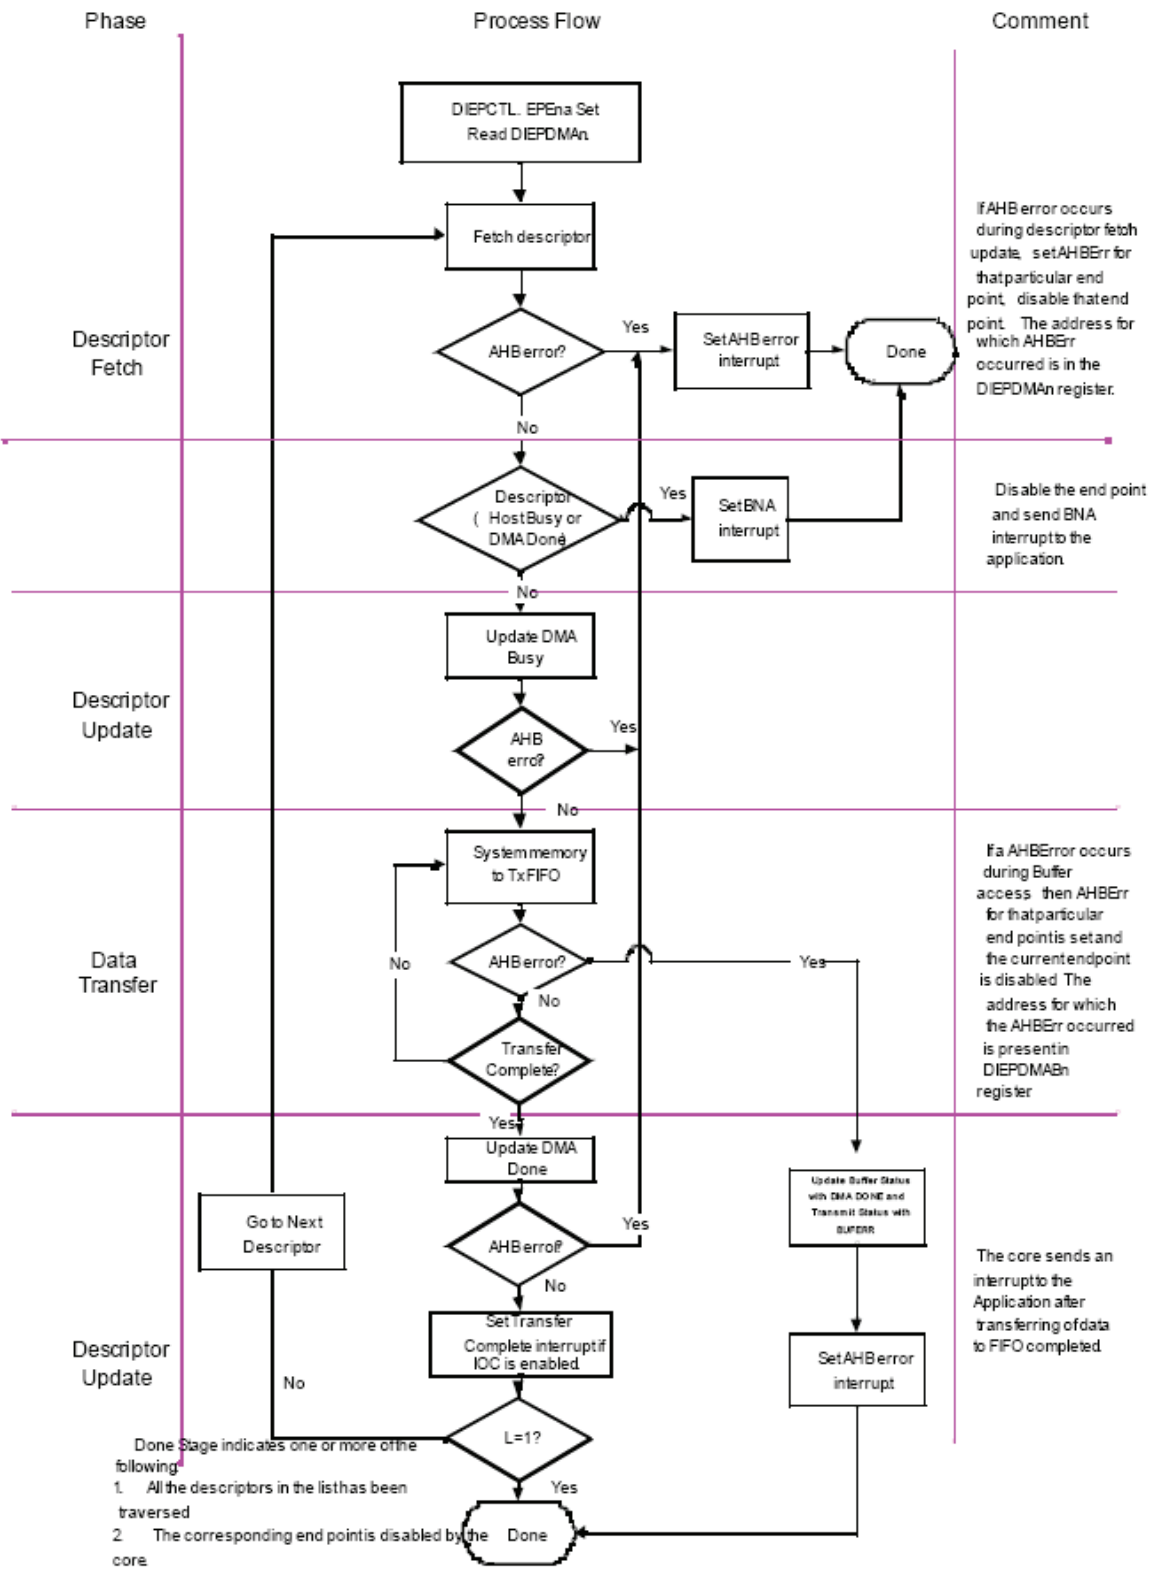 Phase
Process Flow
Comment
DIEPCTL. EPEna Set
Read DIEPDMAn.
Fetch descriptor
AHB error?
Yes
Set AHB error
interrupt
Done
No
If AHB error occurs
during descriptor fetch
update, set AHBErr for
that particular end
point, disable that end
point. The address for
which AHBErr
occurred is in the
DIEPDMAn register.
Descriptor
Fetch
Descriptor
( Host Busy or
DMA Done)
Yes
Set BNA
interrupt
No
Disable the end point
and send BNA
interrupt to the
application.
Update DMA
Busy
AHB
erro?
Yes
No
Descriptor
Update
System memory
to TxFIFO
AHB error?
Yes
No
No
Transfer
Complete?
Yes
Data
Transfer
If a AHBError occurs
during Buffer
access, then AHBErr
for that particular
end point is set and
the current endpoint
is disabled. The
address for which
the AHBErr occurred
is present in
DIEPDMABn
register
Update DMA
Done
AHB error?
Yes
No
Go to Next
Descriptor
Update Buffer Status
with DMA DONE and
Transmit Status with
BUFERR
Set Transfer
Complete interrupt if
IOC is enabled.
Set AHB error
interrupt
The core sends an
interrupt to the
Application after
transferring of data
to FIFO completed.
Descriptor
Update
No
L=1?
Yes
Done
Done Stage indicates one or more of the
following:
1. All the descriptors in the list has been
traversed
2 The corresponding end point is disabled by the
core.